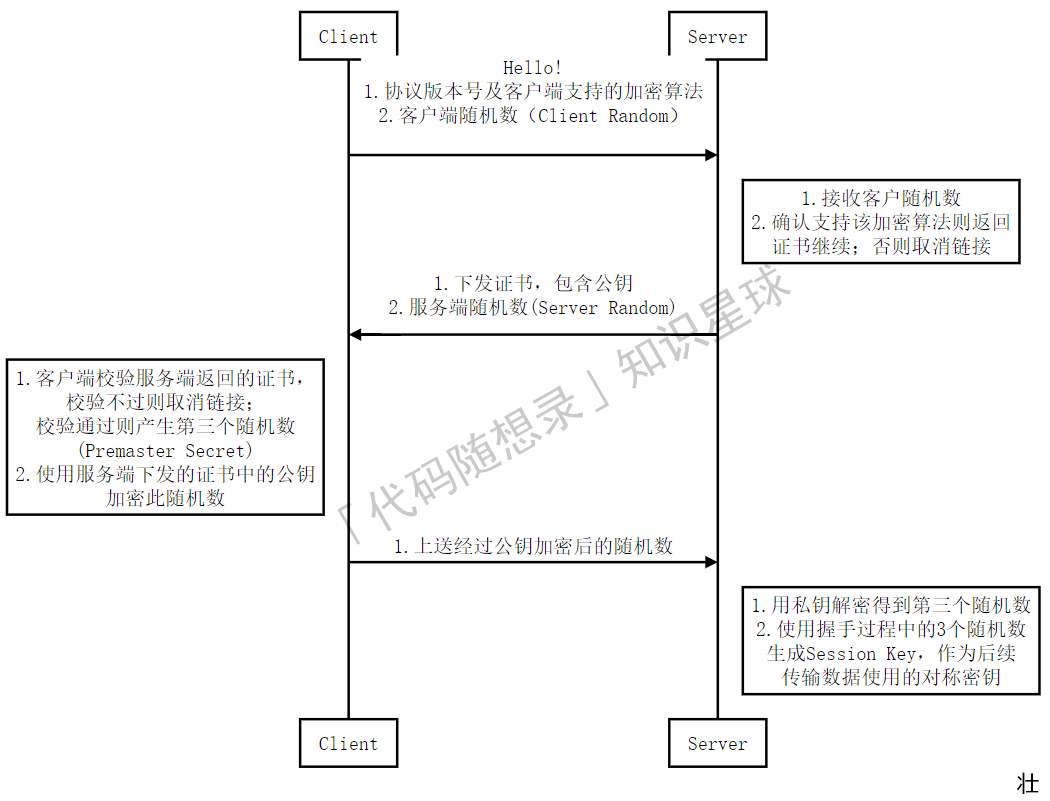 Client
Server
Hello!
1.协议版本号及客户端支持的加密算法
2.客户端随机数（Client Random）
1.接收客户随机数
2.确认支持该加密算法则返回
证书继续；否则取消链接
1.下发证书，包含公钥
2.服务端随机数(Server Random)
1.客户端校验服务端返回的证书，
校验不过则取消链接；
校验通过则产生第三个随机数
(Premaster Secret)
2.使用服务端下发的证书中的公钥
加密此随机数
「代码随想录」知识星球
1.上送经过公钥加密后的随机数
1.用私钥解密得到第三个随机数
2.使用握手过程中的3个随机数
生成Session Key，作为后续
传输数据使用的对称密钥
Client
Server
壮